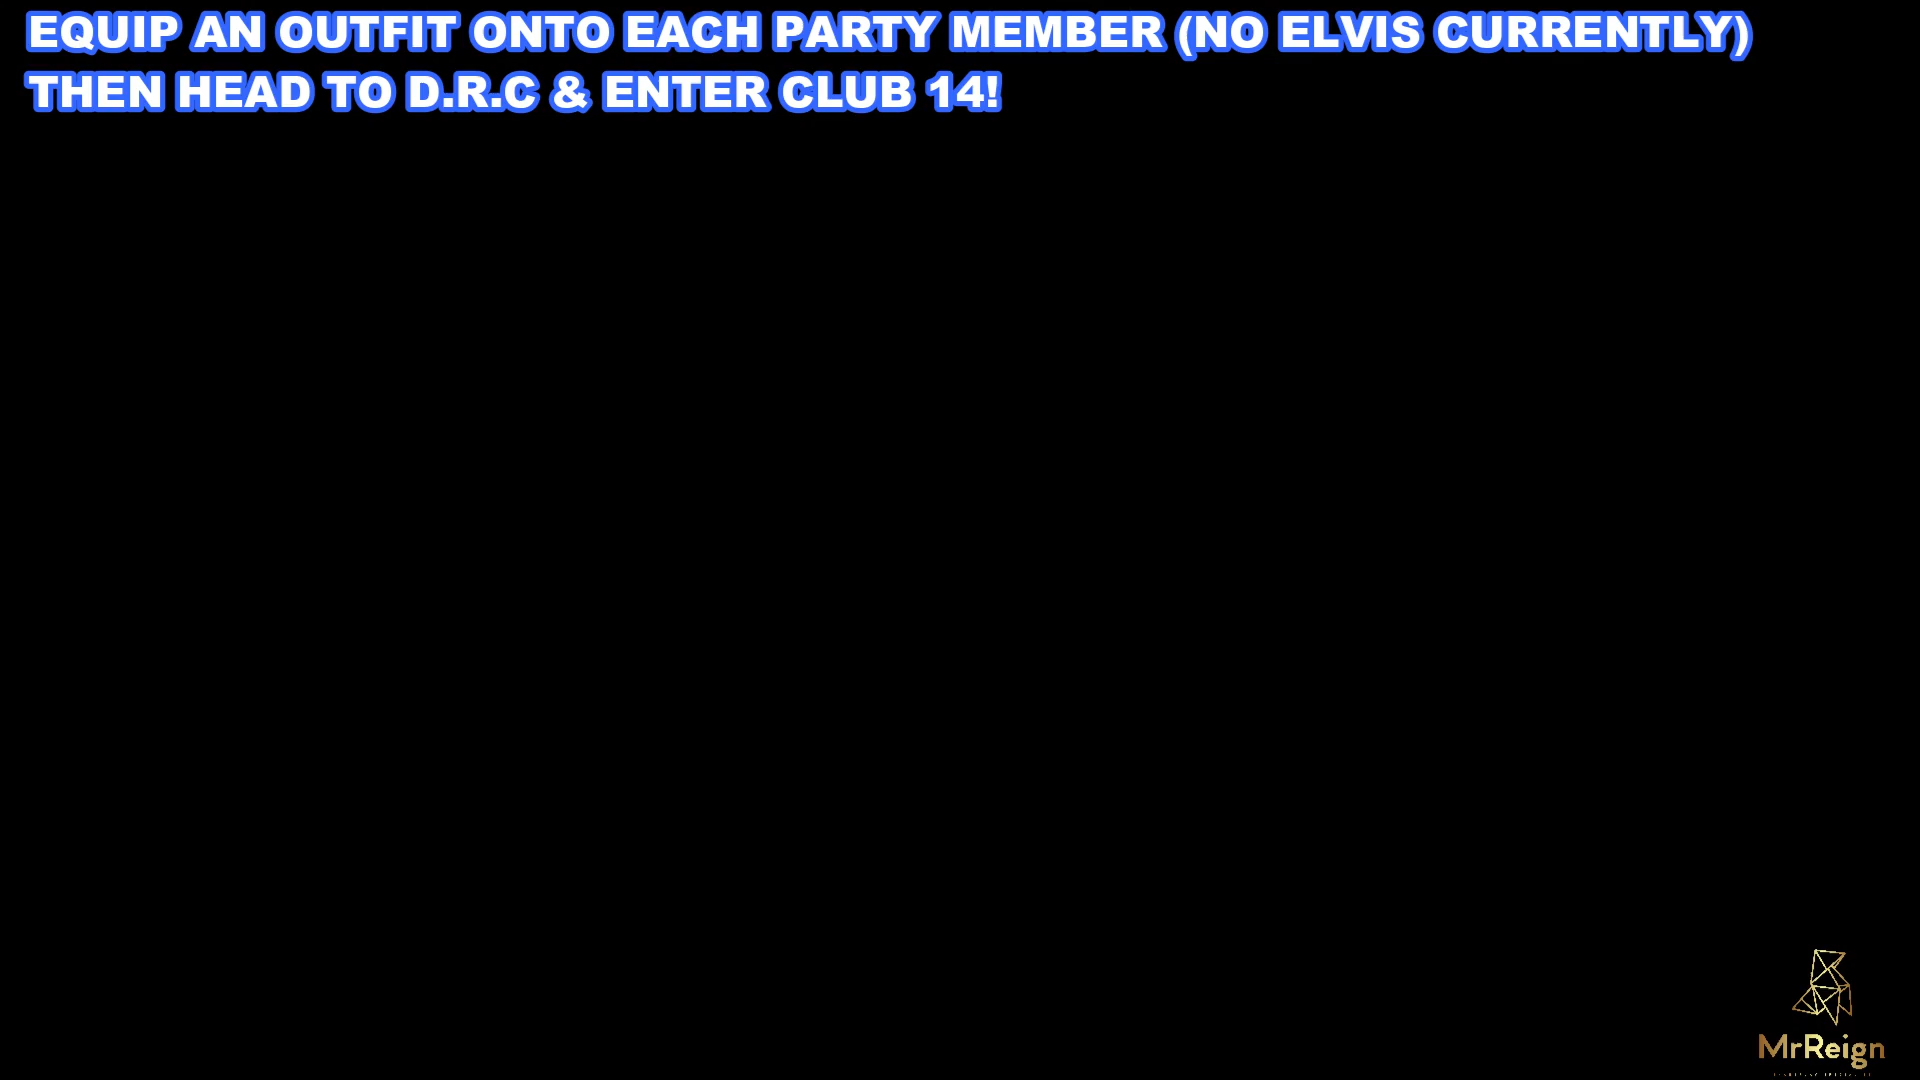 EQUIP AN OUTFIT ONTO EACH PARTY MEMBER (NO ELVIS CURRENTLY)
THEN HEAD TO D.R.C & ENTER CLUB 14!
MrReign